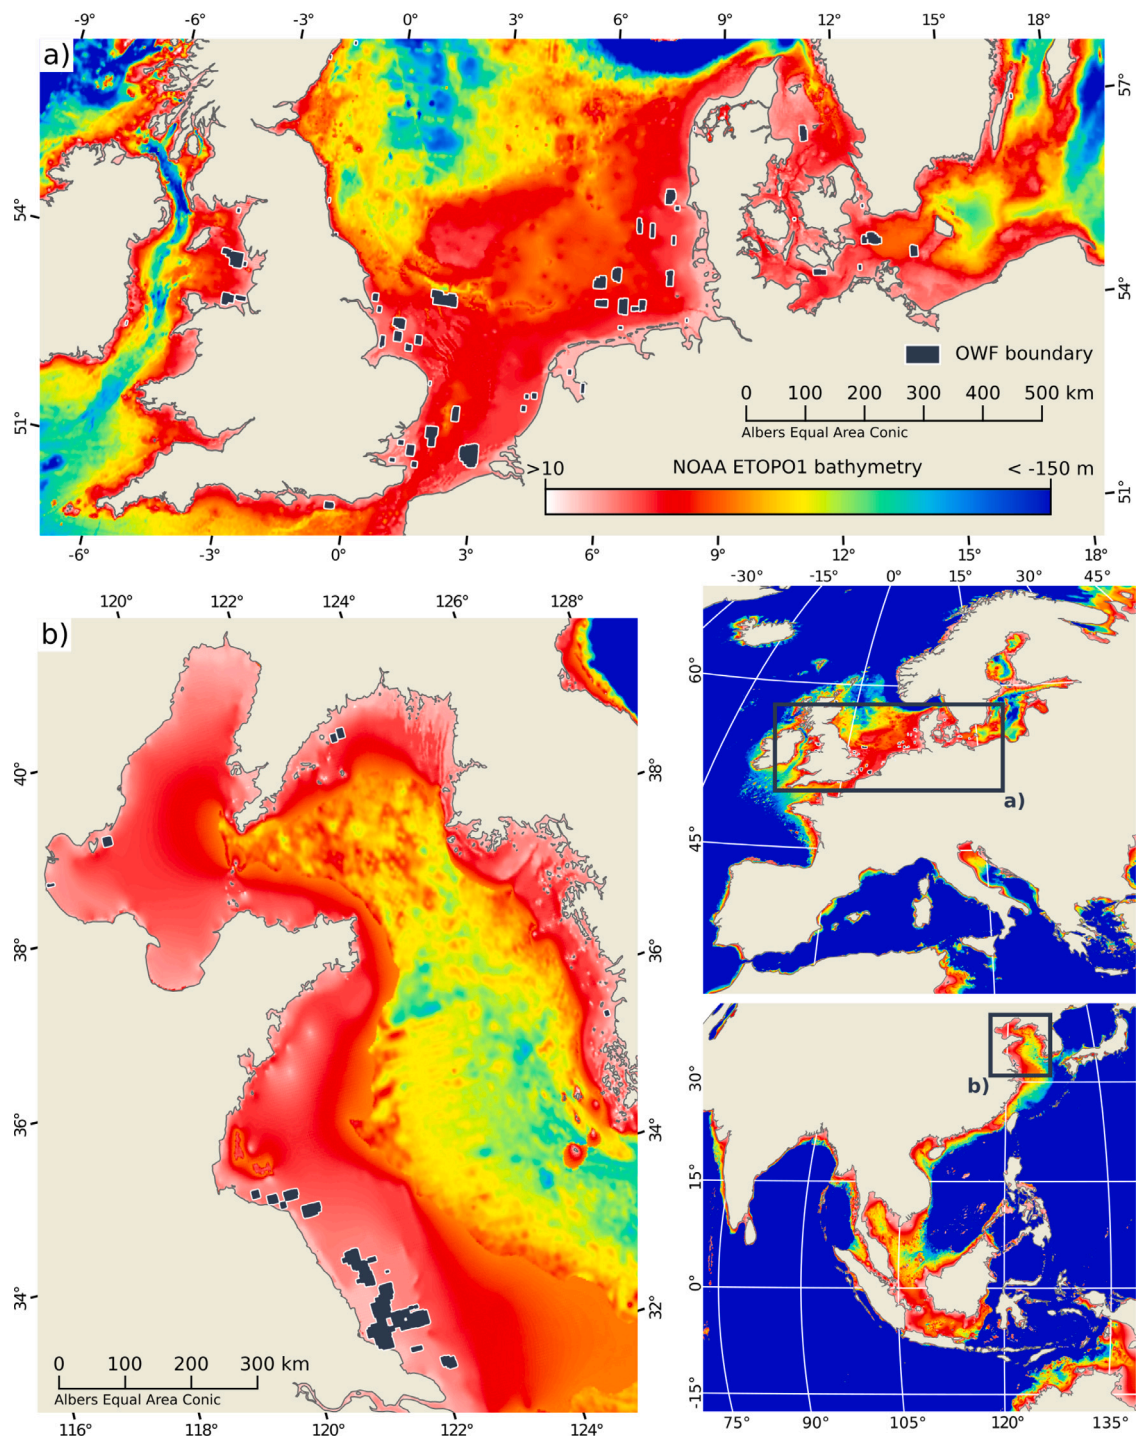 -9° -6° -3° 0° 3° 6° 9° 12° 15° 18°
a)
57°
54°
54°
OWF boundary
0 100 200 300 400 500 km
Albers Equal Area Conic
51°
>10 NOAA ETOPO1 bathymetry < -150 m
51°
-6° -3° 0° 3° 6° 9° 12° 15° 18°
120° 122° 124° 126° 128°
b)
40°
38°
38°
36°
36°
34°
34°
32°
0 100 200 300 km
Albers Equal Area Conic
116° 118° 120° 122° 124°
-30° -15° 0° 15° 30° 45°
60°
a)
45°
b)
30°
15°
0°
-15°
75° 90° 105° 120° 135°